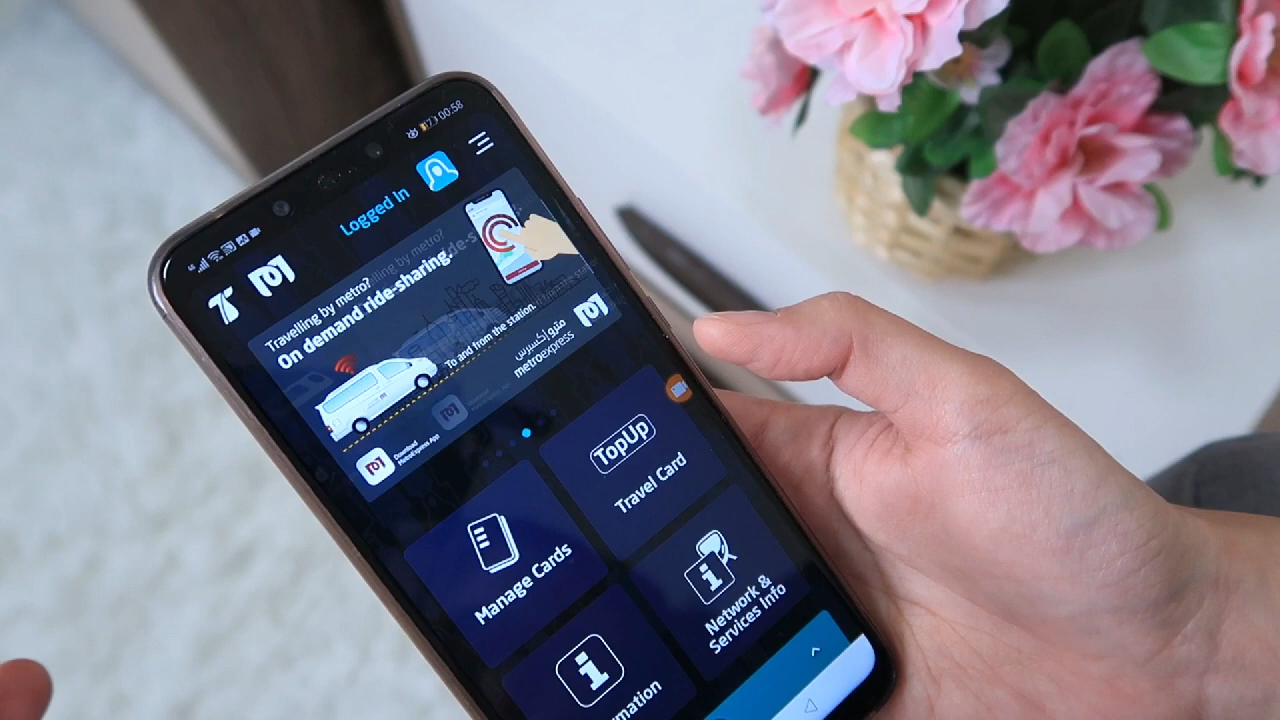 00:58
Logged in
Travelling by metro?
On demand ride-sharing.
To and from the station.
مترو إكسبرس
metroexpress
Download
MetroExpress App
TopUp
Travel Card
Manage Cards
Network &
Services Info